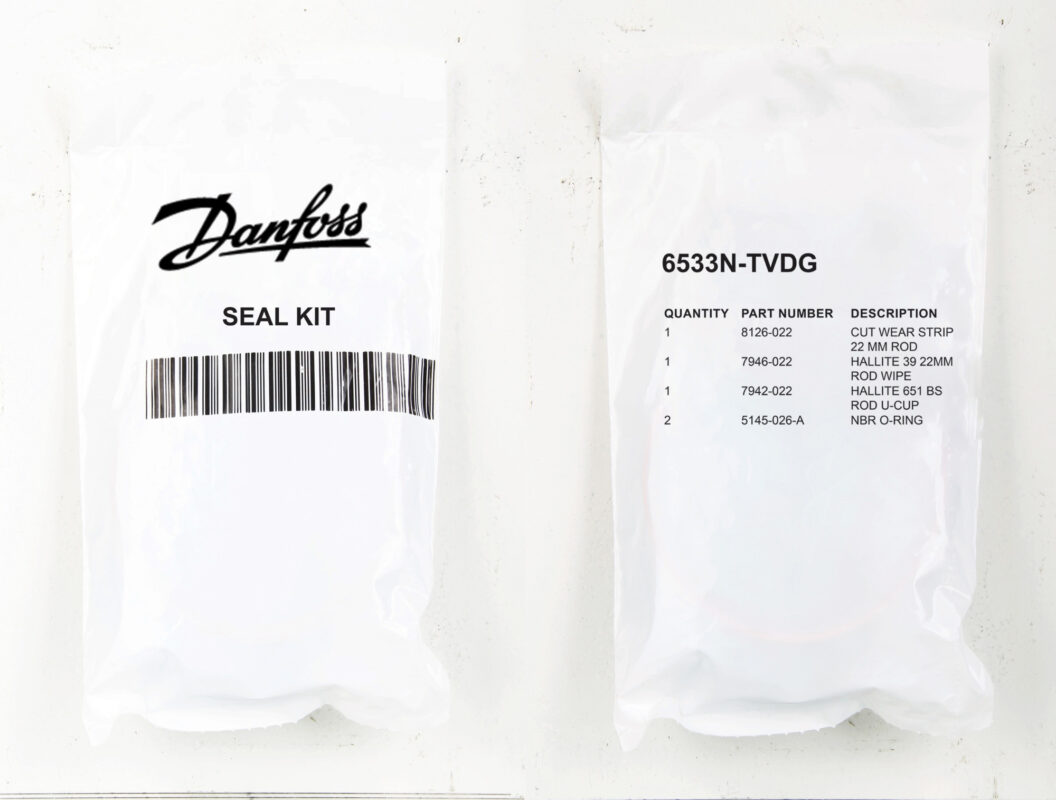 Danfoss
SEAL KIT
6533N-TVDG
QUANTITY PART NUMBER DESCRIPTION
1 8126-022 CUT WEAR STRIP
22 MM ROD
1 7946-022 HALLITE 39 22MM
ROD WIPE
1 7942-022 HALLITE 651 BS
ROD U-CUP
2 5145-026-A NBR O-RING